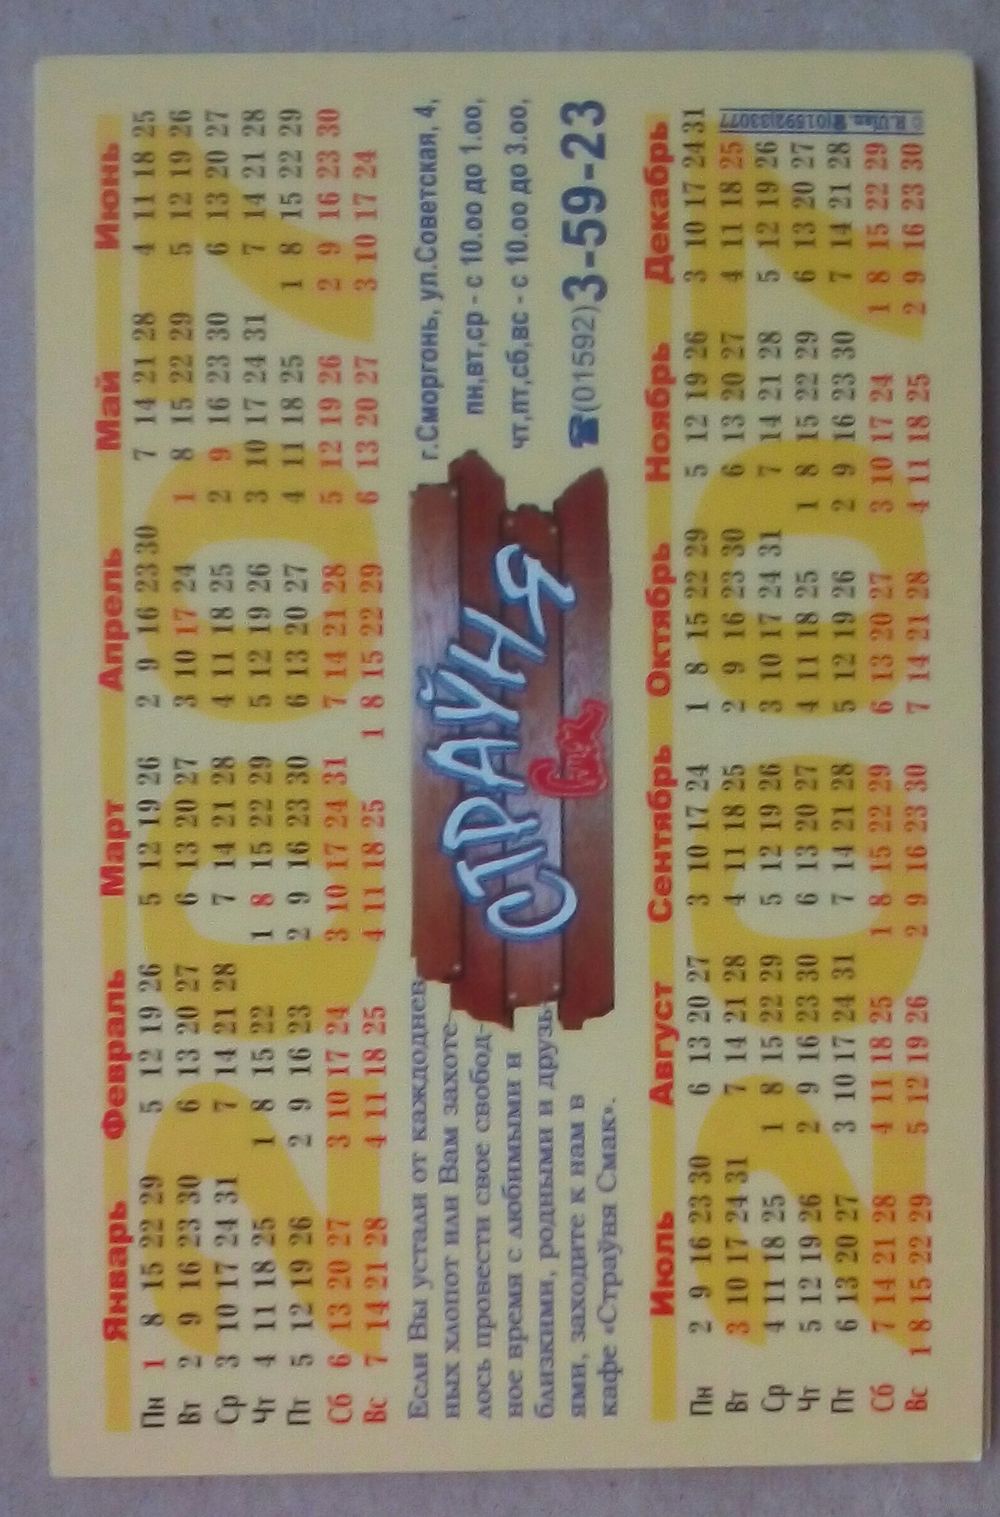 Январь Февраль Март Апрель Май Июнь
Пн 1 8 15 22 29 5 12 19 26 5 12 19 26 2 9 16 23 30 7 14 21 28 4 11 18 25
Вт 2 9 16 23 30 6 13 20 27 6 13 20 27 3 10 17 24 1 8 15 22 29 5 12 19 26
Ср 3 10 17 24 31 7 14 21 28 7 14 21 28 4 11 18 25 2 9 16 23 30 6 13 20 27
Чт 4 11 18 25 1 8 15 22 1 8 15 22 29 5 12 19 26 3 10 17 24 31 7 14 21 28
Пт 5 12 19 26 2 9 16 23 2 9 16 23 30 6 13 20 27 4 11 18 25 1 8 15 22 29
Сб 6 13 20 27 3 10 17 24 3 10 17 24 31 7 14 21 28 5 12 19 26 2 9 16 23 30
Вс 7 14 21 28 4 11 18 25 4 11 18 25 1 8 15 22 29 6 13 20 27 3 10 17 24
2007
Если Вы устали от каждоднев-
ных хлопот или Вам захоте-
лось провести свое свобод-
ное время с любимыми и
близкими, родными и друзь-
ями, заходите к нам в
кафе «Страўня Смак».
СТРАЎНЯ
Смак
г.Сморгонь, ул.Советская, 4,
пн,вт,ср - с 10.00 до 1.00,
чт,пт,сб,вс - с 10.00 до 3.00,
☎(01592)3-59-23
Июль Август Сентябрь Октябрь Ноябрь Декабрь
Пн 2 9 16 23 30 6 13 20 27 3 10 17 24 1 8 15 22 29 5 12 19 26 3 10 17 24 31
Вт 3 10 17 24 31 7 14 21 28 4 11 18 25 2 9 16 23 30 6 13 20 27 4 11 18 25
Ср 4 11 18 25 1 8 15 22 29 5 12 19 26 3 10 17 24 31 7 14 21 28 5 12 19 26
Чт 5 12 19 26 2 9 16 23 30 6 13 20 27 4 11 18 25 1 8 15 22 29 6 13 20 27
Пт 6 13 20 27 3 10 17 24 31 7 14 21 28 5 12 19 26 2 9 16 23 30 7 14 21 28
Сб 7 14 21 28 4 11 18 25 1 8 15 22 29 6 13 20 27 3 10 17 24 1 8 15 22 29
Вс 1 8 15 22 29 5 12 19 26 2 9 16 23 30 7 14 21 28 4 11 18 25 2 9 16 23 30
2007
☎(01592)33077